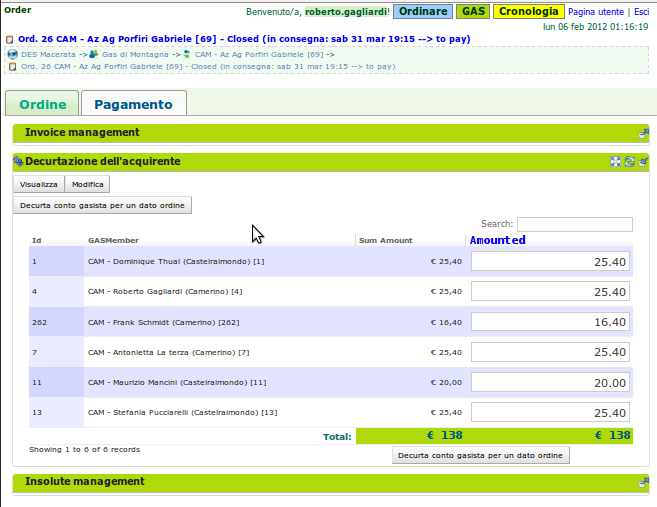 Order
Benvenuto/a, roberto.gagliardi! Ordinare GAS Cronologia Pagina utente | Esci
lun 06 feb 2012 01:16:19
Ord. 26 CAM - Az Ag Porfiri Gabriele [69] - Closed (in consegna: sab 31 mar 19:15 --> to pay)
DES Macerata -> Gas di Montagna -> CAM - Az Ag Porfiri Gabriele [69] ->
Ord. 26 CAM - Az Ag Porfiri Gabriele [69] - Closed (in consegna: sab 31 mar 19:15 --> to pay)
Ordine Pagamento
Invoice management
Decurtazione dell'acquirente
Visualizza Modifica
Decurta conto gasista per un dato ordine
Search:
Id GASMember Sum Amount Amounted
1 CAM - Dominique Thual (Castelraimondo) [1] € 25,40 25.40
4 CAM - Roberto Gagliardi (Camerino) [4] € 25,40 25.40
262 CAM - Frank Schmidt (Camerino) [262] € 16,40 16.40
7 CAM - Antonietta La terza (Camerino) [7] € 25,40 25.40
11 CAM - Maurizio Mancini (Castelraimondo) [11] € 20,00 20.00
13 CAM - Stefania Pucciarelli (Castelraimondo) [13] € 25,40 25.40
Total: € 138 € 138
Showing 1 to 6 of 6 records
Decurta conto gasista per un dato ordine
Insolute management